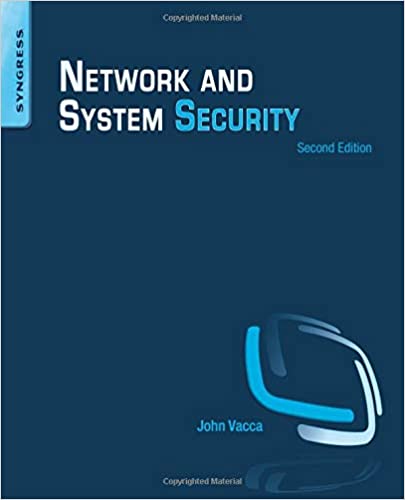 Copyrighted Material
SYNGRESS
NETWORK AND
SYSTEM SECURITY
Second Edition
John Vacca
Copyrighted Material